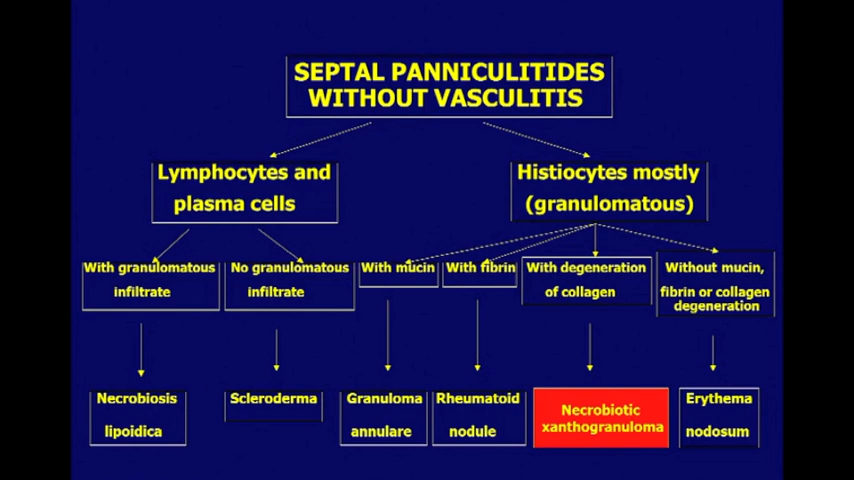 SEPTAL PANNICULITIDES
WITHOUT VASCULITIS
Lymphocytes and
plasma cells
Histiocytes mostly
(granulomatous)
With granulomatous
infiltrate
No granulomatous
infiltrate
With mucin
With fibrin
With degeneration
of collagen
Without mucin,
fibrin or collagen
degeneration
Necrobiosis
lipoidica
Scleroderma
Granuloma
annulare
Rheumatoid
nodule
Necrobiotic
xanthogranuloma
Erythema
nodosum